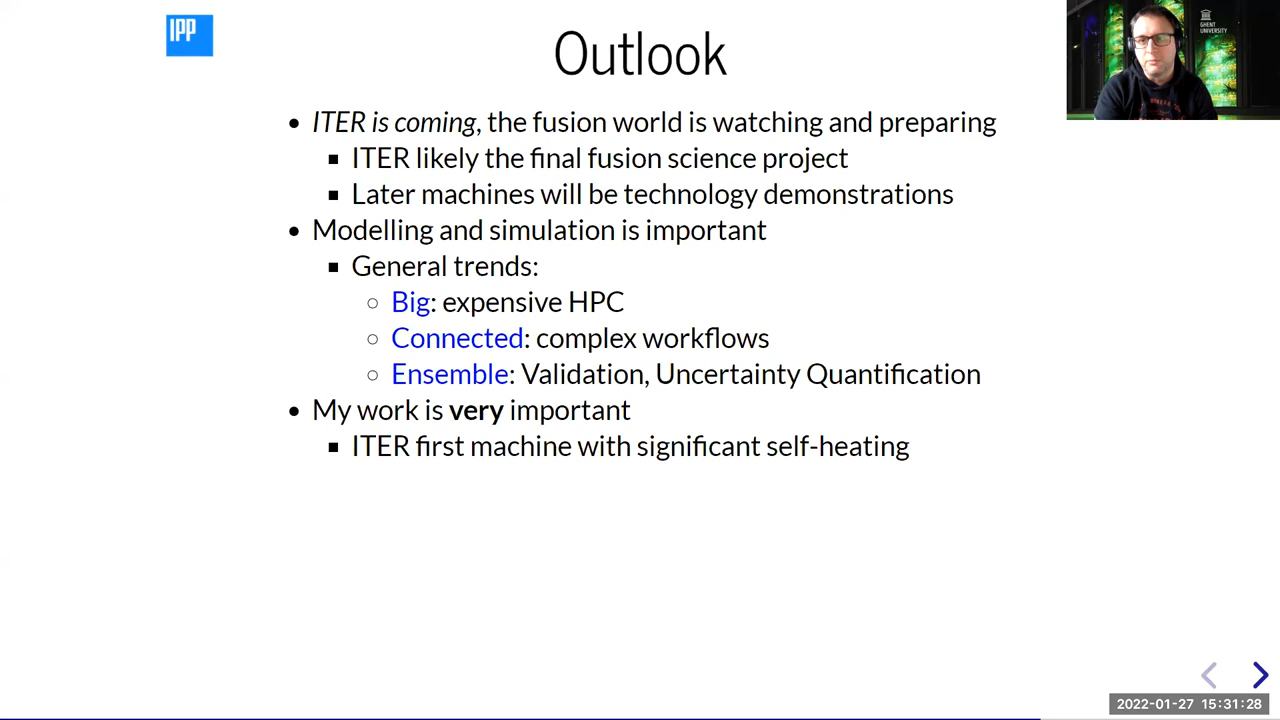 IPP
Outlook
GHENT
UNIVERSITY
• ITER is coming, the fusion world is watching and preparing
▪ ITER likely the final fusion science project
▪ Later machines will be technology demonstrations
• Modelling and simulation is important
▪ General trends:
○ Big: expensive HPC
○ Connected: complex workflows
○ Ensemble: Validation, Uncertainty Quantification
• My work is very important
▪ ITER first machine with significant self-heating
2022-01-27 15:31:28